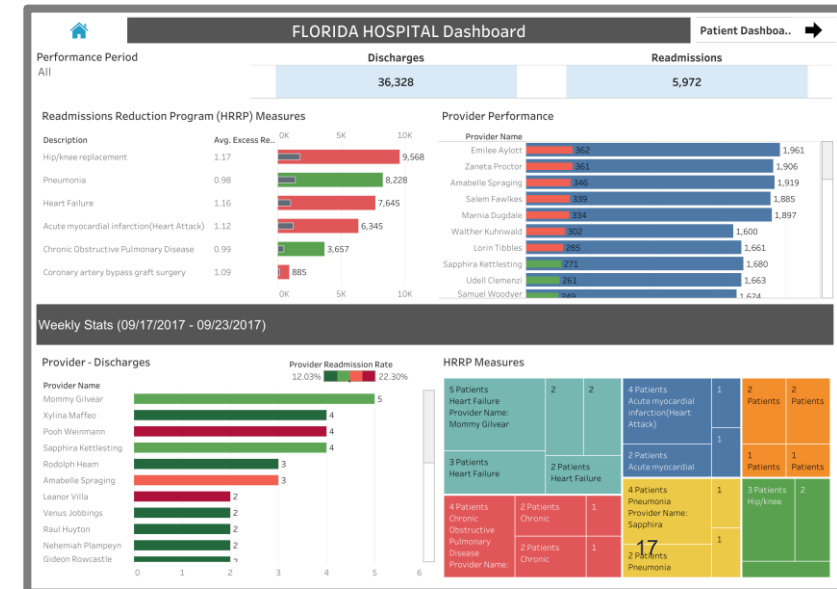 FLORIDA HOSPITAL Dashboard
Patient Dashboa..
Performance Period
All
Discharges
Readmissions
36,328
5,972
Readmissions Reduction Program (HRRP) Measures
Description
Avg. Excess Re..
0K 5K 10K
Hip/knee replacement 1.17 9,568
Pneumonia 0.98 8,228
Heart Failure 1.16 7,645
Acute myocardial infarction(Heart Attack) 1.12 6,345
Chronic Obstructive Pulmonary Disease 0.99 3,657
Coronary artery bypass graft surgery 1.09 885
0K 5K 10K
Provider Performance
Provider Name
Emilee Aylott 362 1,961
Zaneta Proctor 361 1,906
Amabelle Spraging 346 1,919
Salem Fawlkes 339 1,885
Marnia Dugdale 334 1,897
Walther Kuhnwald 302 1,600
Lorin Tibbles 285 1,661
Sapphira Kettlesting 271 1,680
Udell Clemenzi 261 1,663
Samuel Woodyer 249 1,624
Weekly Stats (09/17/2017 - 09/23/2017)
Provider - Discharges
Provider Readmission Rate
12.03% 22.30%
Provider Name
Mommy Gilvear 5
Xylina Maffeo 4
Pooh Weinmann 4
Sapphira Kettlesting 4
Rodolph Heam 3
Amabelle Spraging 3
Leanor Villa 2
Venus Jobbings 2
Raul Huyton 2
Nehemiah Plampeyn 2
Gideon Rowcastle 2
0 1 2 3 4 5 6
HRRP Measures
5 Patients
Heart Failure
Provider Name:
Mommy Gilvear
2
2
3 Patients
Heart Failure
2 Patients
Heart Failure
4 Patients
Acute myocardial
infarction(Heart
Attack)
1
2 Patients
Acute myocardial
1
2
Patients
2
Patients
1
Patients
1
Patients
4 Patients
Chronic
Obstructive
Pulmonary
Disease
Provider Name:
2 Patients
Chronic
1
2 Patients
Chronic
1
4 Patients
Pneumonia
Provider Name:
Sapphira
1
2 Patients
Pneumonia
1
3 Patients
Hip/knee
2
17